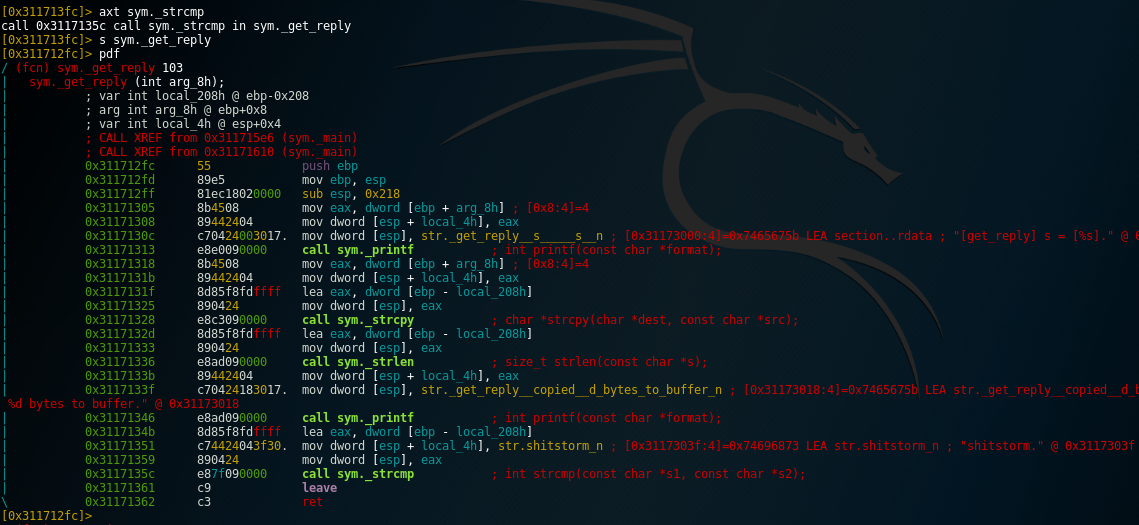 [0x311713fc]> axt sym._strcmp
call 0x3117135c call sym._strcmp in sym._get_reply
[0x311713fc]> s sym._get_reply
[0x311712fc]> pdf
/ (fcn) sym._get_reply 103
|   sym._get_reply (int arg_8h);
|           ; var int local_208h @ ebp-0x208
|           ; arg int arg_8h @ ebp+0x8
|           ; var int local_4h @ esp+0x4
|           ; CALL XREF from 0x311715e6 (sym._main)
|           ; CALL XREF from 0x31171610 (sym._main)
|           0x311712fc      55             push ebp
|           0x311712fd      89e5           mov ebp, esp
|           0x311712ff      81ec18020000   sub esp, 0x218
|           0x31171305      8b4508         mov eax, dword [ebp + arg_8h] ; [0x8:4]=4
|           0x31171308      89442404       mov dword [esp + local_4h], eax
|           0x3117130c      c70424003017.  mov dword [esp], str._get_reply__s_____s__n ; [0x31173000:4]=0x7465675b LEA section..rdata ; "[get_reply] s = [%s]." @ 0
|           0x31171313      e8e0090000     call sym._printf           ; int printf(const char *format);
|           0x31171318      8b4508         mov eax, dword [ebp + arg_8h] ; [0x8:4]=4
|           0x3117131b      89442404       mov dword [esp + local_4h], eax
|           0x3117131f      8d85f8fdffff   lea eax, dword [ebp - local_208h]
|           0x31171325      890424         mov dword [esp], eax
|           0x31171328      e8c3090000     call sym._strcpy           ; char *strcpy(char *dest, const char *src);
|           0x3117132d      8d85f8fdffff   lea eax, dword [ebp - local_208h]
|           0x31171333      890424         mov dword [esp], eax
|           0x31171336      e8ad090000     call sym._strlen           ; size_t strlen(const char *s);
|           0x3117133b      89442404       mov dword [esp + local_4h], eax
|           0x3117133f      c70424183017.  mov dword [esp], str._get_reply__copied__d_bytes_to_buffer_n ; [0x31173018:4]=0x7465675b LEA str._get_reply__copied__d_b
%d bytes to buffer." @ 0x31173018
|           0x31171346      e8ad090000     call sym._printf           ; int printf(const char *format);
|           0x3117134b      8d85f8fdffff   lea eax, dword [ebp - local_208h]
|           0x31171351      c74424043f30.  mov dword [esp + local_4h], str.shitstorm_n ; [0x3117303f:4]=0x74696873 LEA str.shitstorm_n ; "shitstorm." @ 0x3117303f
|           0x31171359      890424         mov dword [esp], eax
|           0x3117135c      e87f090000     call sym._strcmp           ; int strcmp(const char *s1, const char *s2);
|           0x31171361      c9             leave
\           0x31171362      c3             ret
[0x311712fc]>